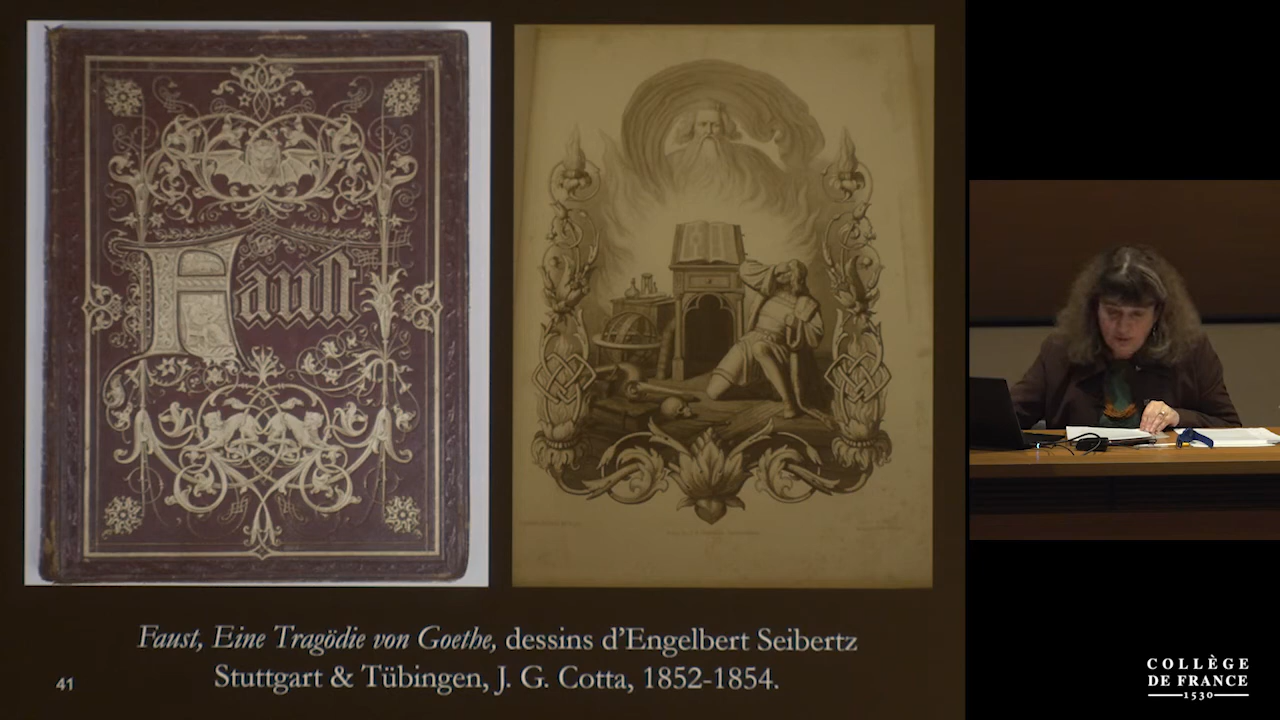 Faust
Faust, Eine Tragödie von Goethe, dessins d'Engelbert Seibertz
Stuttgart & Tübingen, J. G. Cotta, 1852-1854.
41
COLLÈGE
DE FRANCE
1530